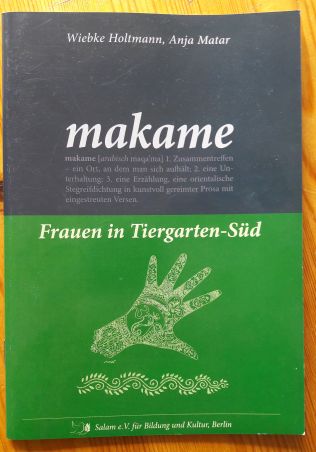 Wiebke Holtmann, Anja Matar
makame
makame [arabisch maqa'ma] 1. Zusammentreffen
– ein Ort, an dem man sich aufhält; 2. eine Un-
terhaltung; 3. eine Erzählung, eine orientalische
Stegreifdichtung in kunstvoll gereimter Prosa mit
eingestreuten Versen.
Frauen in Tiergarten-Süd
Salam e.V. für Bildung und Kultur, Berlin